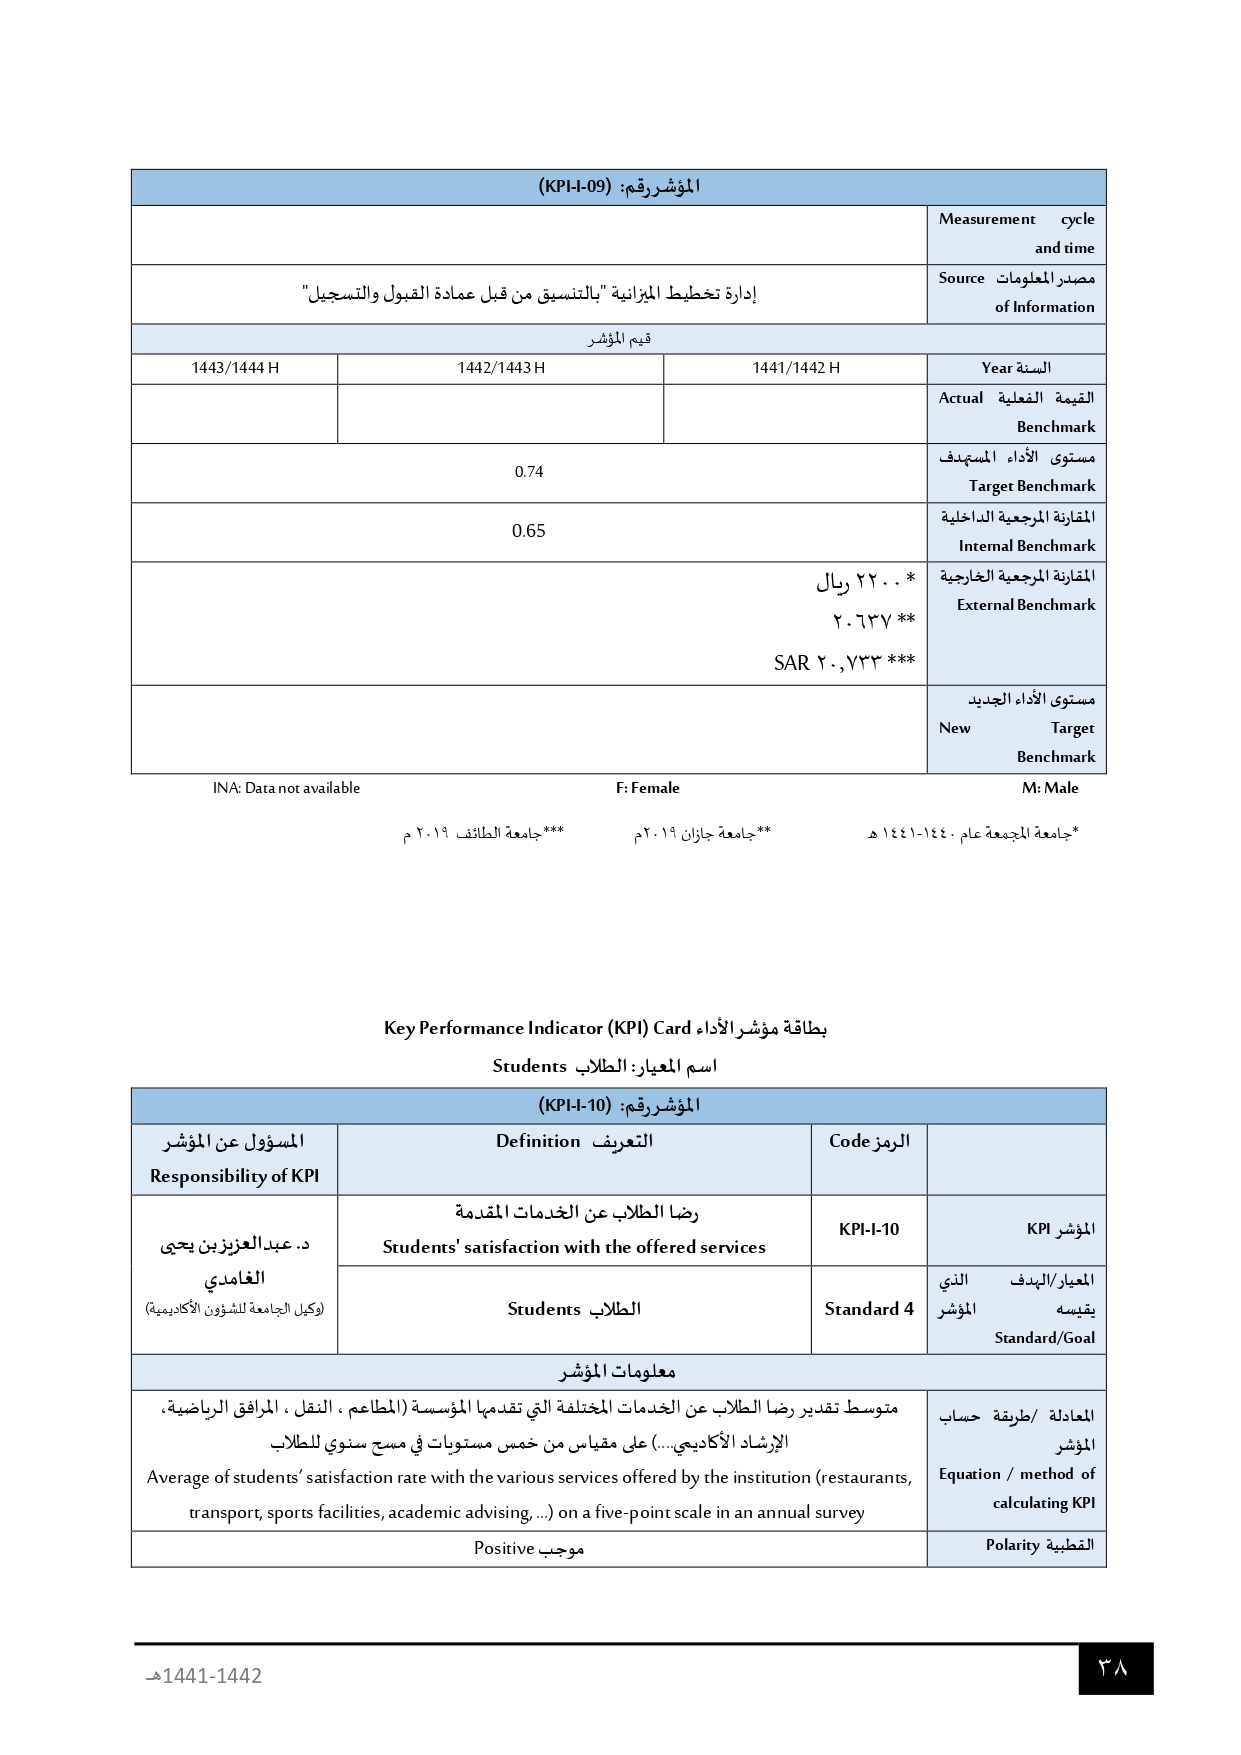 المؤشر رقم: (KPI-I-09)
Measurement cycle
and time
مصدر المعلومات Source
of Information
إدارة تخطيط الميزانية "بالتنسيق من قبل عمادة القبول والتسجيل"
قيم المؤشر
السنة Year
1441/1442 H
1442/1443 H
1443/1444 H
القيمة الفعلية Actual
Benchmark
مستوى الأداء المستهدف
Target Benchmark
0.74
المقارنة المرجعية الداخلية
Internal Benchmark
0.65
المقارنة المرجعية الخارجية
External Benchmark
* ٢٢٠٠ ريال
** ٢٠٦٣٧
*** ٢٠,٧٣٣ SAR
مستوى الأداء الجديد
New Target
Benchmark
M: Male F: Female INA: Data not available
*جامعة المجمعة عام ١٤٤٠-١٤٤١ هـ **جامعة جازان ٢٠١٩م ***جامعة الطائف ٢٠١٩ م
بطاقة مؤشر الأداء Key Performance Indicator (KPI) Card
اسم المعيار: الطلاب Students
المؤشر رقم: (KPI-I-10)
الرمز Code
التعريف Definition
المسؤول عن المؤشر
Responsibility of KPI
المؤشر KPI
KPI-I-10
رضا الطلاب عن الخدمات المقدمة
Students' satisfaction with the offered services
د. عبدالعزيز بن يحيى
الغامدي
(وكيل الجامعة للشؤون الأكاديمية)
المعيار/الهدف الذي
يقيسه المؤشر
Standard/Goal
Standard 4
الطلاب Students
معلومات المؤشر
المعادلة /طريقة حساب
المؤشر
Equation / method of
calculating KPI
متوسط تقدير رضا الطلاب عن الخدمات المختلفة التي تقدمها المؤسسة (المطاعم ، النقل ، المرافق الرياضية،
الإرشاد الأكاديمي....) على مقياس من خمس مستويات في مسح سنوي للطلاب
Average of students’ satisfaction rate with the various services offered by the institution (restaurants,
transport, sports facilities, academic advising, ...) on a five-point scale in an annual survey
القطبية Polarity
موجب Positive
٣٨
1441-1442هـ